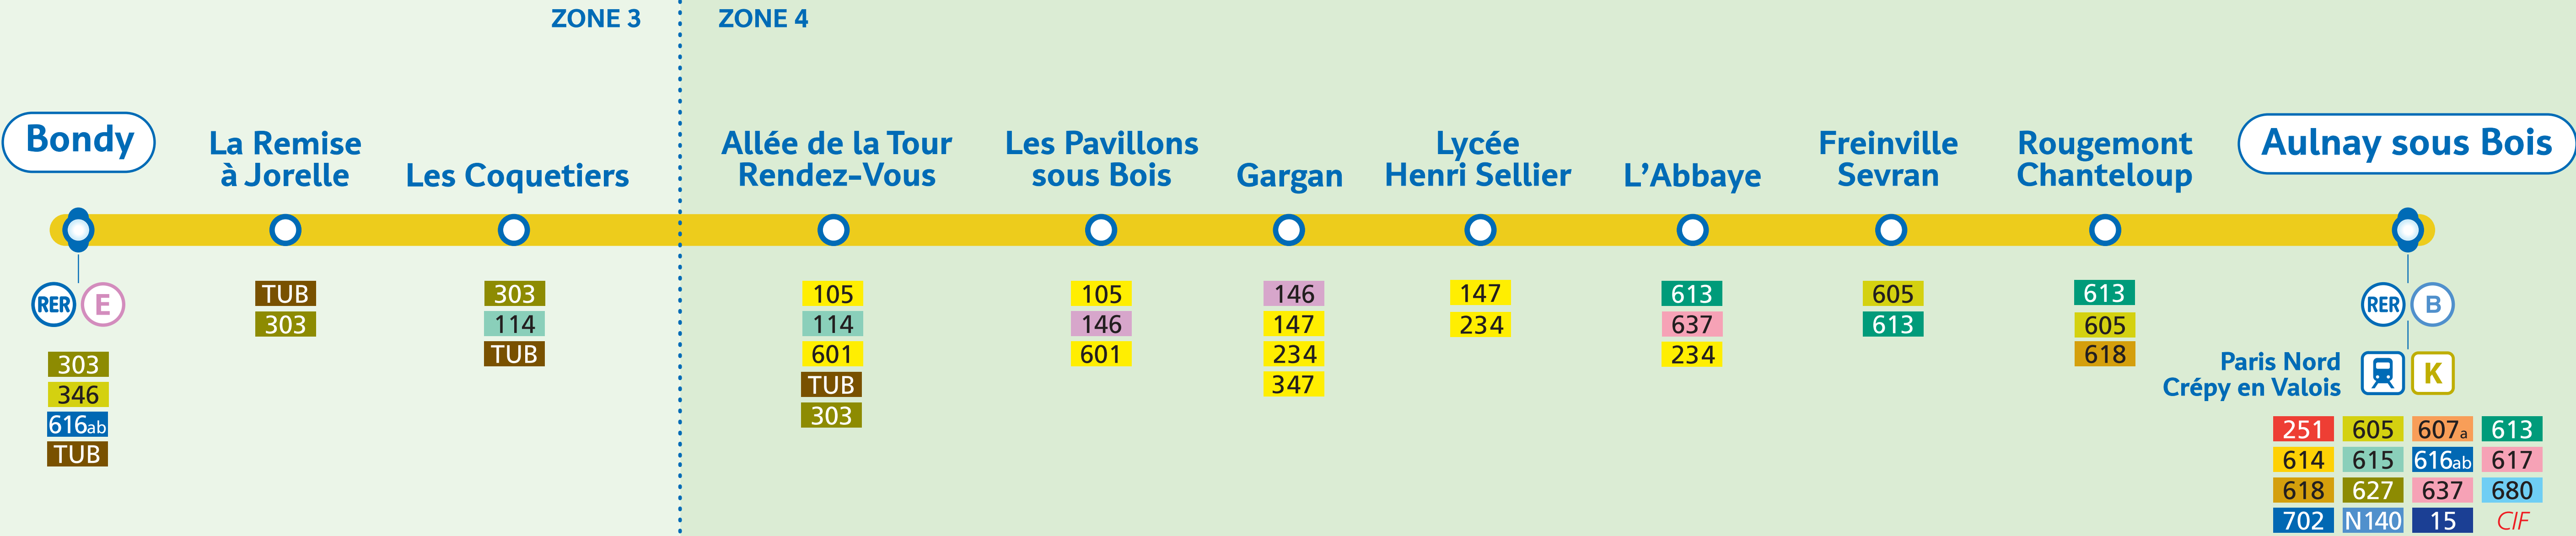 ZONE 3
ZONE 4
Bondy
La Remise
à Jorelle
Les Coquetiers
Allée de la Tour
Rendez-Vous
Les Pavillons
sous Bois
Gargan
Lycée
Henri Sellier
L'Abbaye
Freinville
Sevran
Rougemont
Chanteloup
Aulnay sous Bois
RER E
303
346
616ab
TUB
TUB
303
303
114
TUB
105
114
601
TUB
303
105
146
601
146
147
234
347
147
234
613
637
234
605
613
613
605
618
RER B
Paris Nord
Crépy en Valois
K
251 605 607a 613
614 615 616ab 617
618 627 637 680
702 N140 15 CIF